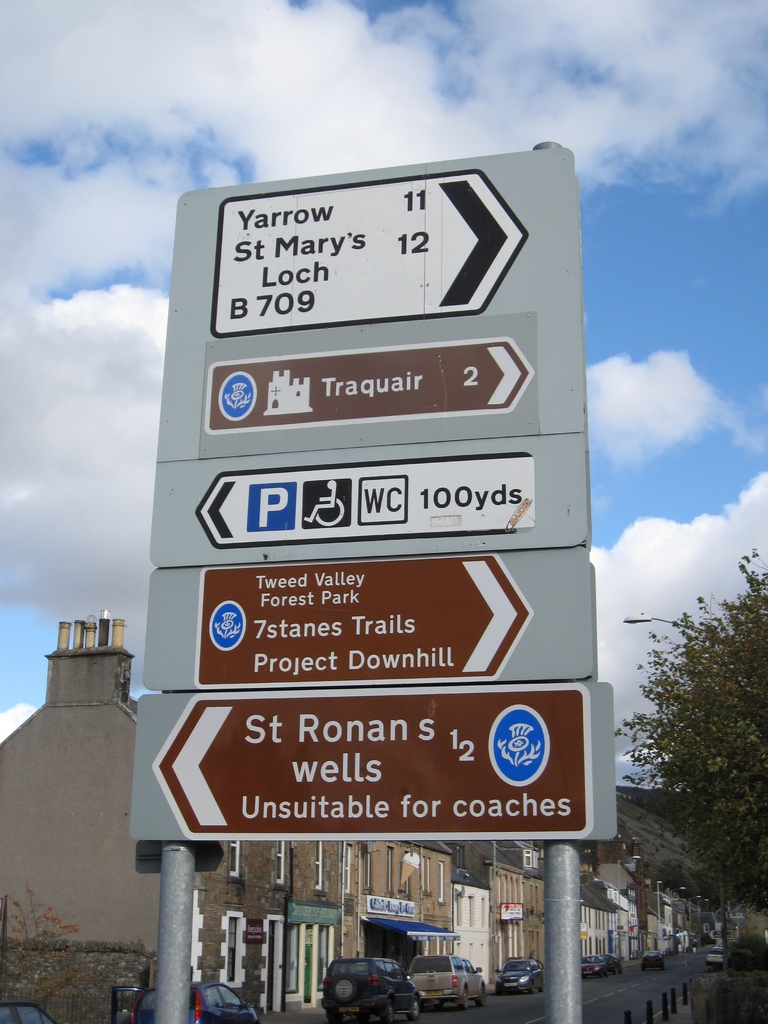 Yarrow 11
St Mary's 12
Loch
B 709
Traquair 2
P WC 100yds
Tweed Valley
Forest Park
7stanes Trails
Project Downhill
St Ronan s 1/2
wells
Unsuitable for coaches